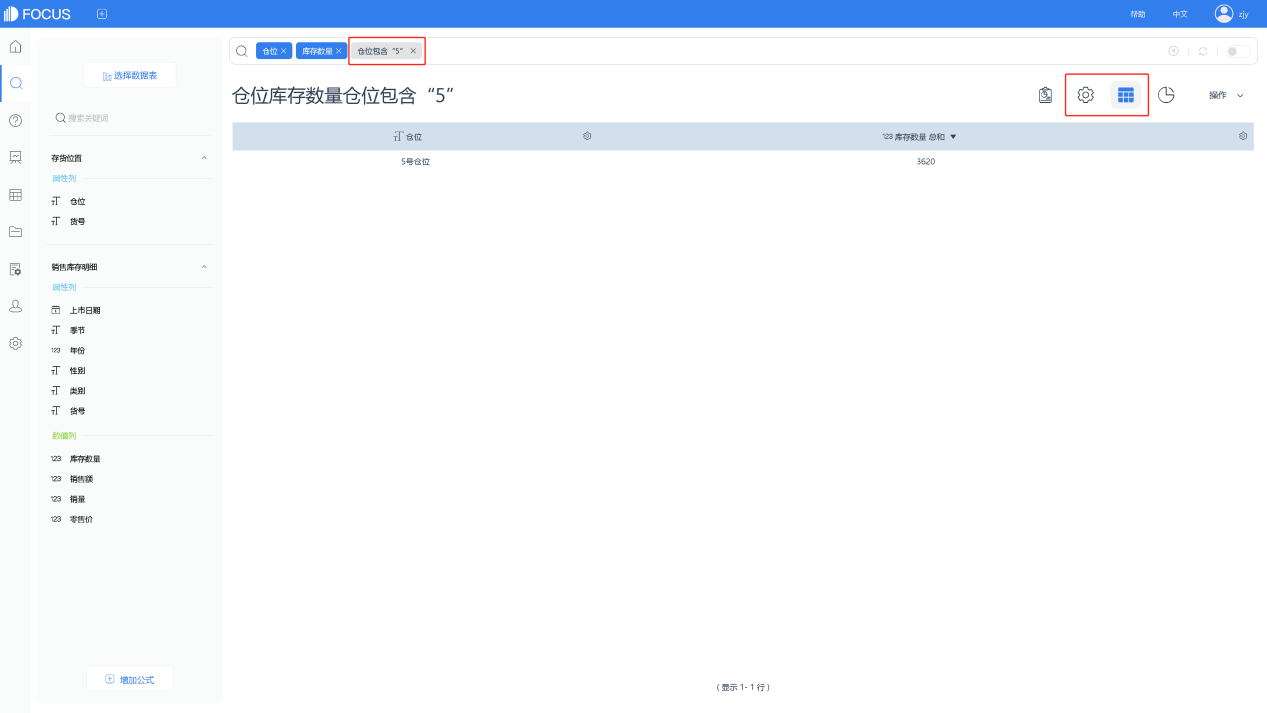 FOCUS
帮助
中文
zjy
仓位 ×
库存数量 ×
仓位包含 “5” ×
选择数据表
搜索关键词
存货位置
属性列
仓位
货号
销售库存明细
属性列
上市日期
季节
123 年份
性别
类别
货号
数值列
123 库存数量
123 销售额
123 销量
123 零售价
增加公式
仓位库存数量仓位包含 “5”
操作
仓位
123 库存数量 总和
5号仓位
3620
( 显示 1- 1 行 )